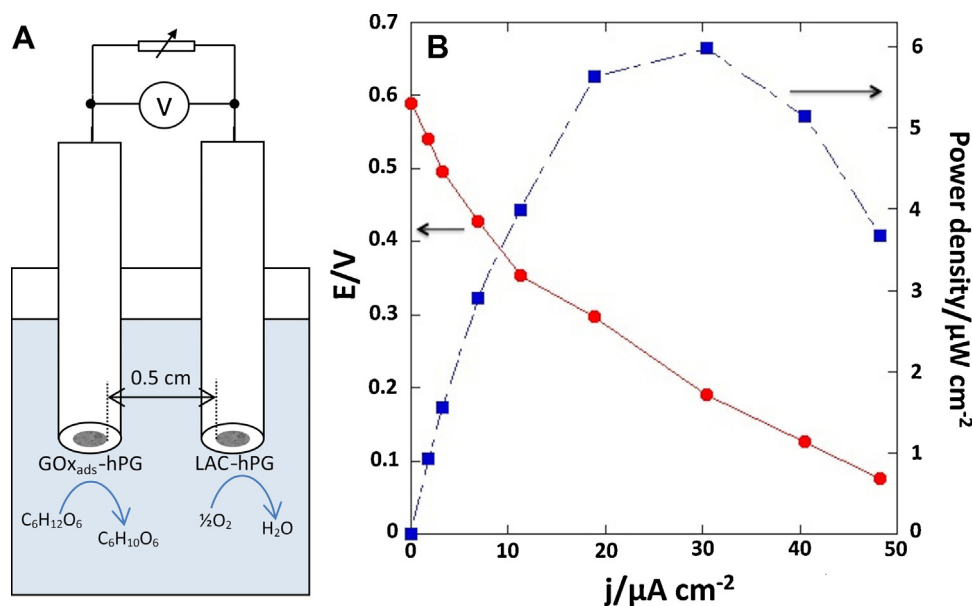 A
V
0.5 cm
GOxads-hPG
LAC-hPG
C6H12O6
C6H10O6
½O2
H2O
B
0.7
0.6
0.5
0.4
0.3
0.2
0.1
0
E/V
6
5
4
3
2
1
0
Power density/μW cm-2
0 10 20 30 40 50
j/μA cm-2